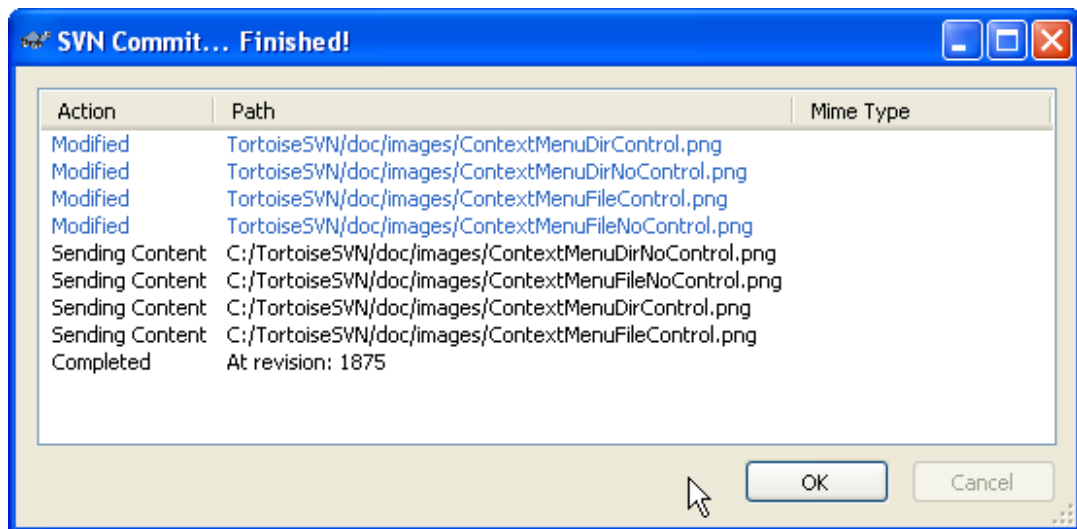 SVN Commit... Finished!
Action Path Mime Type
Modified TortoiseSVN/doc/images/ContextMenuDirControl.png
Modified TortoiseSVN/doc/images/ContextMenuDirNoControl.png
Modified TortoiseSVN/doc/images/ContextMenuFileControl.png
Modified TortoiseSVN/doc/images/ContextMenuFileNoControl.png
Sending Content C:/TortoiseSVN/doc/images/ContextMenuDirNoControl.png
Sending Content C:/TortoiseSVN/doc/images/ContextMenuFileNoControl.png
Sending Content C:/TortoiseSVN/doc/images/ContextMenuDirControl.png
Sending Content C:/TortoiseSVN/doc/images/ContextMenuFileControl.png
Completed At revision: 1875
OK Cancel